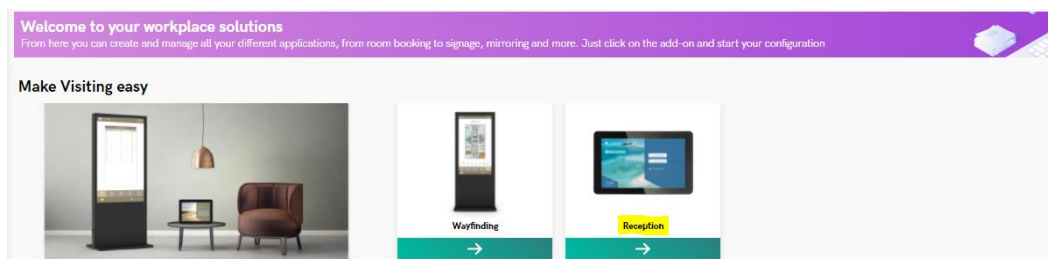 Welcome to your workplace solutions
From here you can create and manage all your different applications, from room booking to signage, mirroring and more. Just click on the add-on and start your configuration
Make Visiting easy
Welcome
Wayfinding
Reception